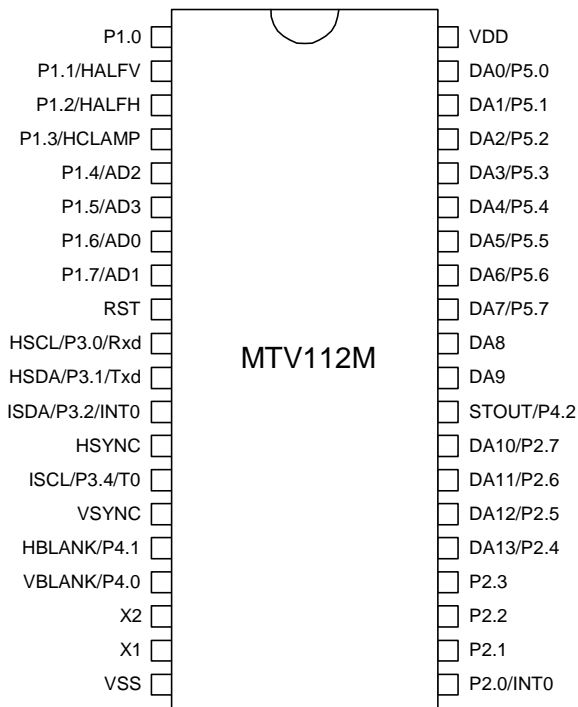 P1.0
VDD
P1.1/HALFV
DA0/P5.0
P1.2/HALFH
DA1/P5.1
P1.3/HCLAMP
DA2/P5.2
P1.4/AD2
DA3/P5.3
P1.5/AD3
DA4/P5.4
P1.6/AD0
DA5/P5.5
P1.7/AD1
DA6/P5.6
RST
DA7/P5.7
HSCL/P3.0/Rxd
DA8
MTV112M
HSDA/P3.1/Txd
DA9
ISDA/P3.2/INT0
STOUT/P4.2
HSYNC
DA10/P2.7
ISCL/P3.4/T0
DA11/P2.6
VSYNC
DA12/P2.5
HBLANK/P4.1
DA13/P2.4
VBLANK/P4.0
P2.3
X2
P2.2
X1
P2.1
VSS
P2.0/INT0